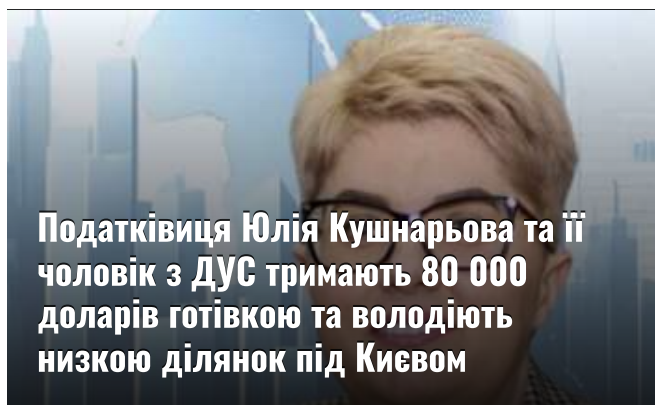 Податківиця Юлія Кушнарьова та її
чоловік з ДУС тримають 80 000
доларів готівкою та володіють
низкою ділянок під Києвом